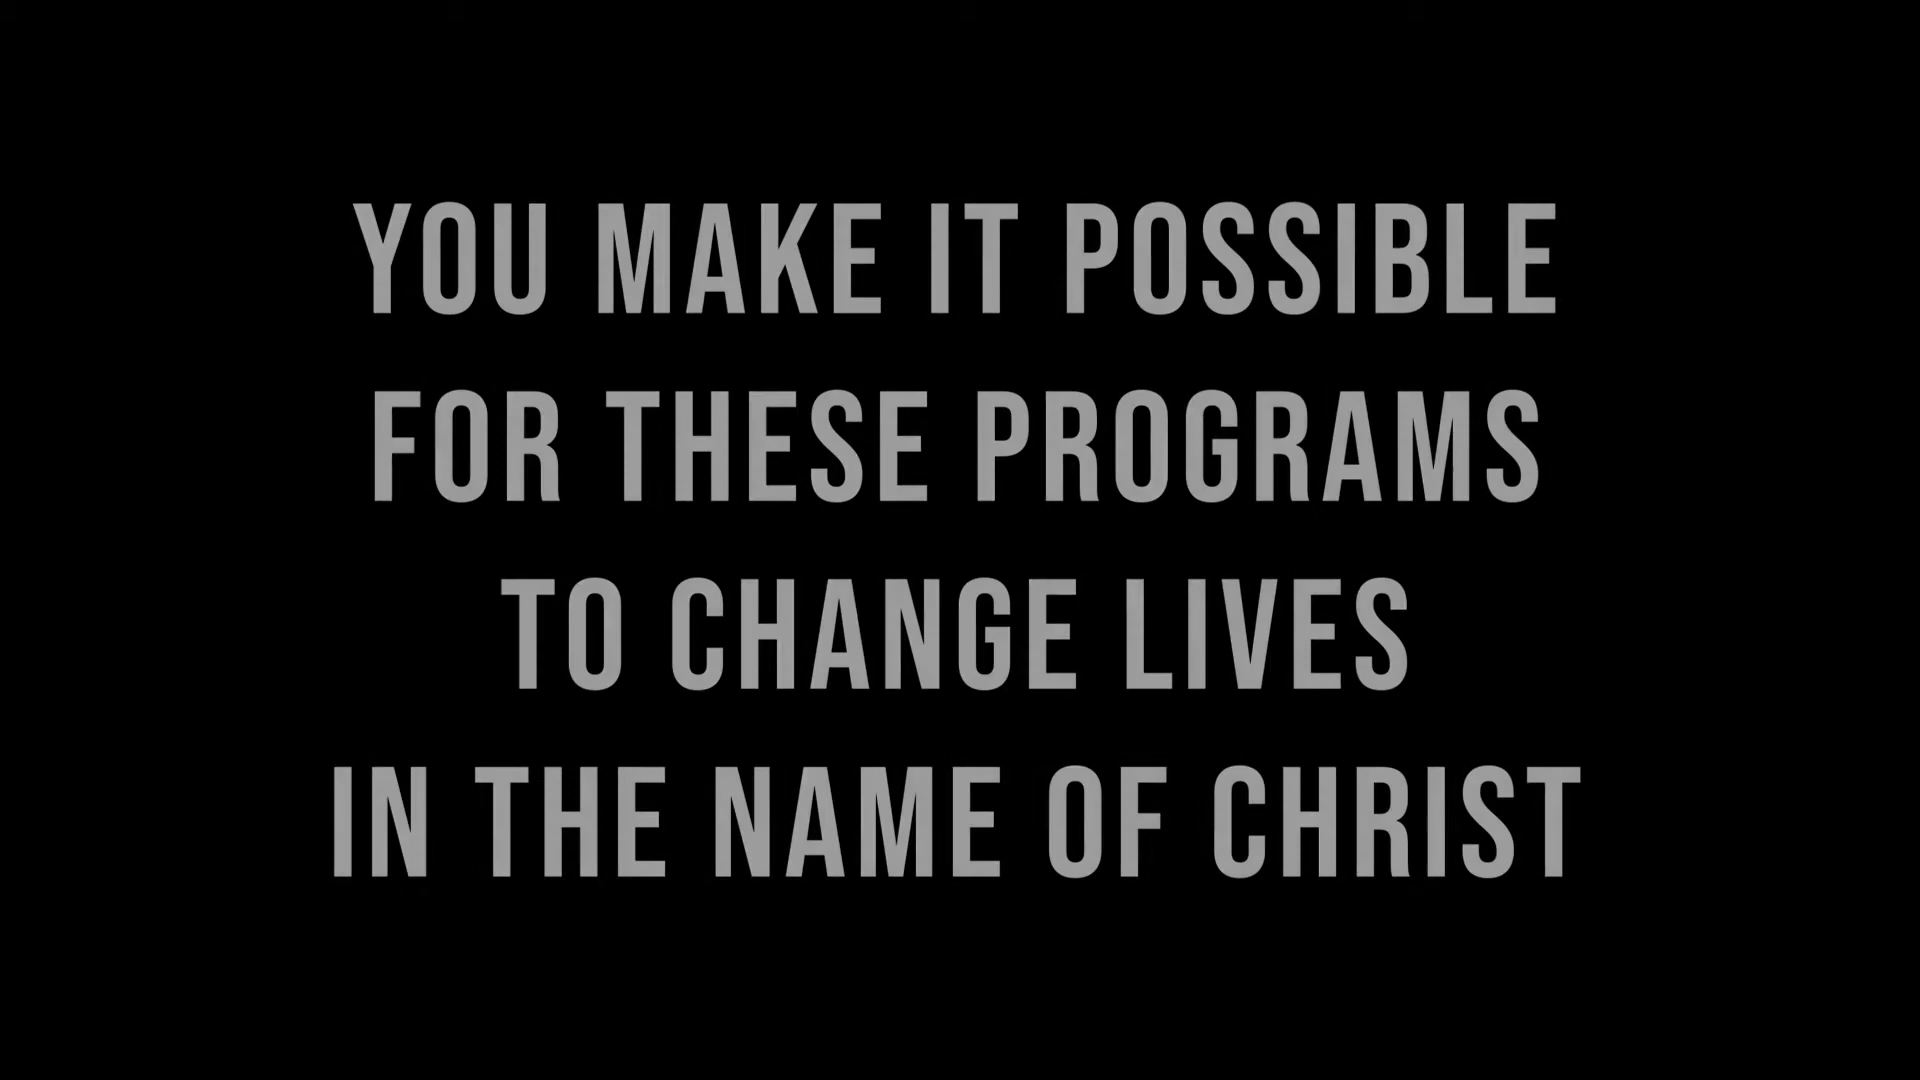 YOU MAKE IT POSSIBLE
FOR THESE PROGRAMS
TO CHANGE LIVES
IN THE NAME OF CHRIST